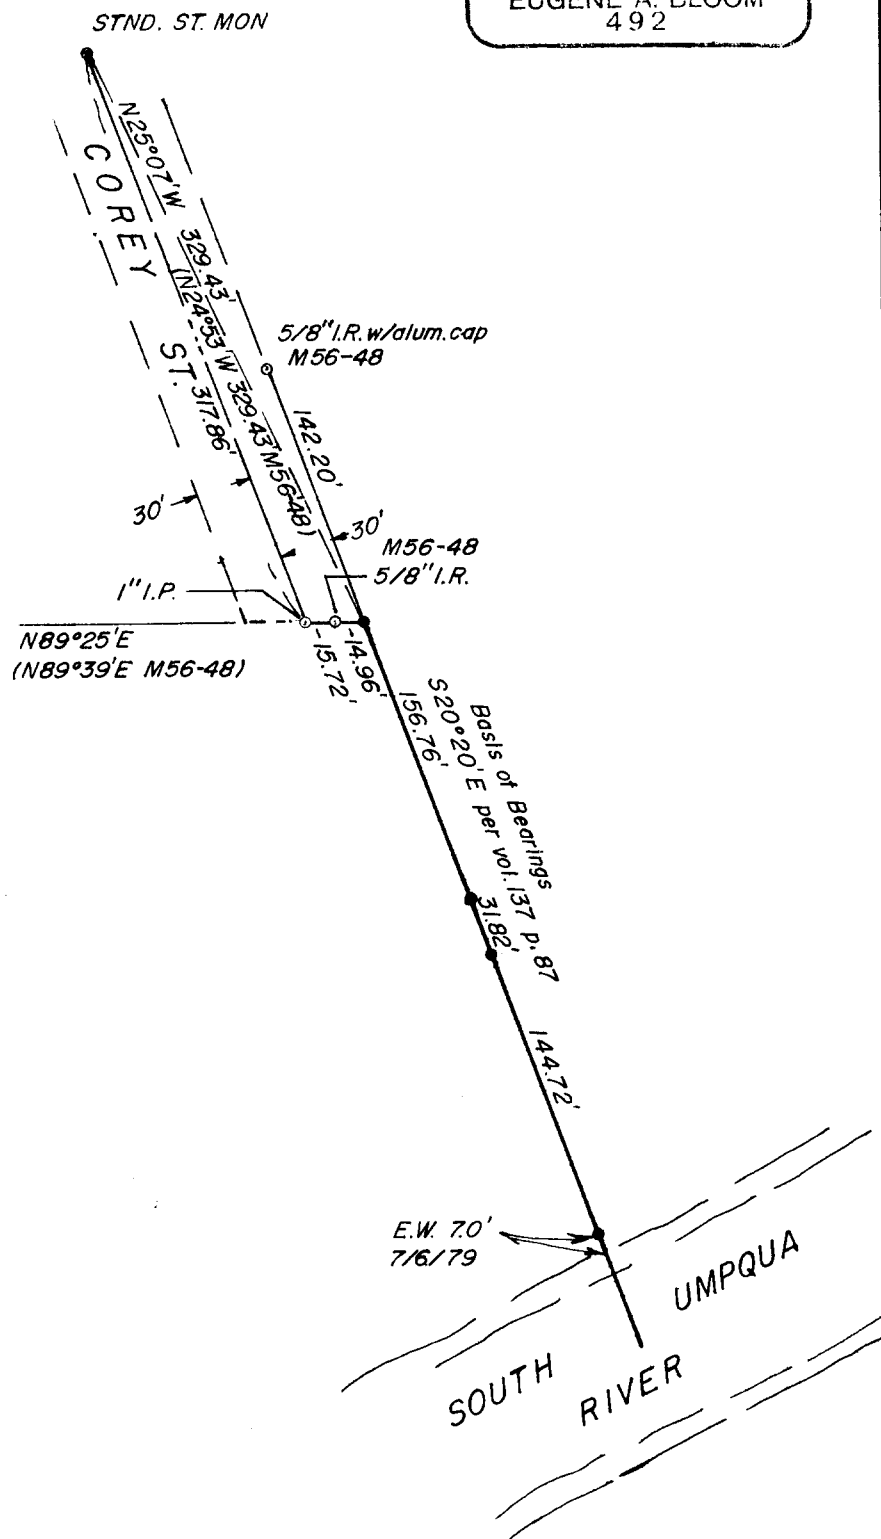 EUGENE A. BLOOM
492
STND. ST. MON
COREY ST.
N25°07'W 329.43'
(N24°53'W 329.43' M56-48)
317.86'
5/8" I.R. w/alum. cap
M56-48
142.20'
30'
30'
M56-48
5/8" I.R.
1" I.P.
N89°25'E
(N89°39'E M56-48)
15.72'
14.96'
156.76'
Basis of Bearings
S20°20'E per vol. 137 p. 87
31.82'
144.72'
E.W. 7.0'
7/6/79
SOUTH UMPQUA
RIVER